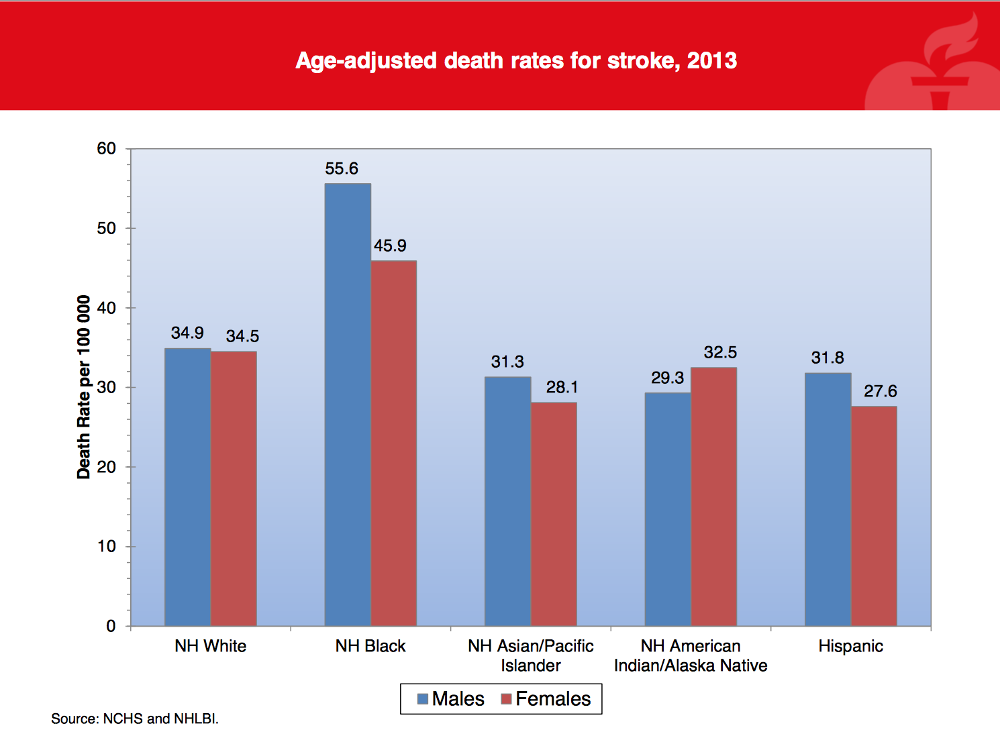 Age-adjusted death rates for stroke, 2013
Death Rate per 100 000
60
50
40
30
20
10
0
34.9
34.5
55.6
45.9
31.3
28.1
29.3
32.5
31.8
27.6
NH White
NH Black
NH Asian/Pacific
Islander
NH American
Indian/Alaska Native
Hispanic
Males
Females
Source: NCHS and NHLBI.